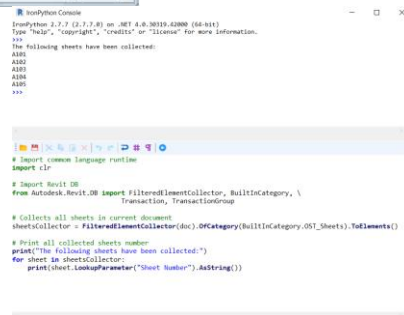 IronPython Console
IronPython 2.7.7 (2.7.7.0) on .NET 4.0.30319.42000 (64-bit)
Type "help", "copyright", "credits" or "license" for more information.
>>>
The following sheets have been collected:
A101
A102
A103
A104
A105
>>>
# Import common language runtime
import clr
# Import Revit DB
from Autodesk.Revit.DB import FilteredElementCollector, BuiltInCategory, \
Transaction, TransactionGroup
# Collects all sheets in current document
sheetsCollector = FilteredElementCollector(doc).OfCategory(BuiltInCategory.OST_Sheets).ToElements()
# Print all collected sheets number
print("The following sheets have been collected:")
for sheet in sheetsCollector:
print(sheet.LookupParameter("Sheet Number").AsString())